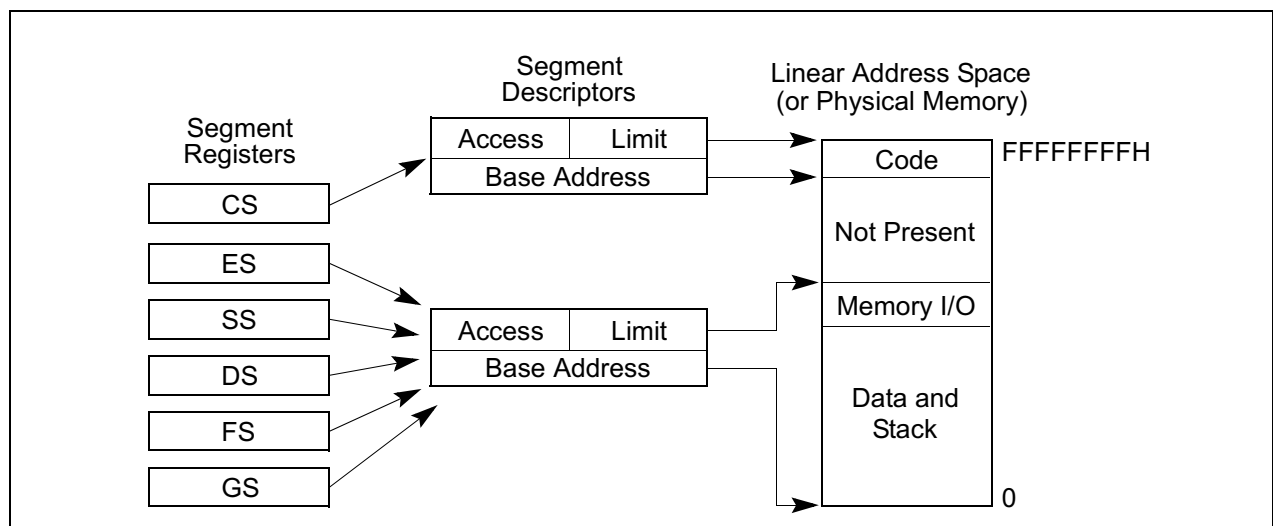 Segment
Registers
CS
ES
SS
DS
FS
GS
Segment
Descriptors
Access Limit
Base Address
Access Limit
Base Address
Linear Address Space
(or Physical Memory)
Code
FFFFFFFFH
Not Present
Memory I/O
Data and
Stack
0